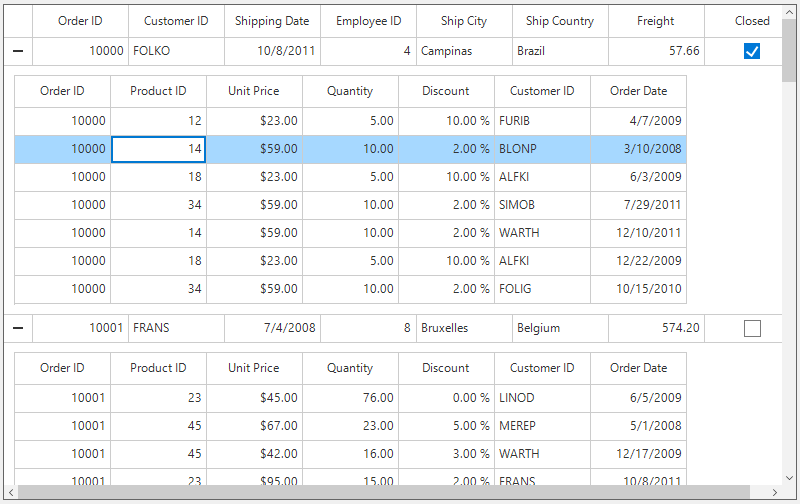 Order ID Customer ID Shipping Date Employee ID Ship City Ship Country Freight Closed
10000 FOLKO 10/8/2011 4 Campinas Brazil 57.66
Order ID Product ID Unit Price Quantity Discount Customer ID Order Date
10000 12 $23.00 5.00 10.00 % FURIB 4/7/2009
10000 14 $59.00 10.00 2.00 % BLONP 3/10/2008
10000 18 $23.00 5.00 10.00 % ALFKI 6/3/2009
10000 34 $59.00 10.00 2.00 % SIMOB 7/29/2011
10000 14 $59.00 10.00 2.00 % WARTH 12/10/2011
10000 18 $23.00 5.00 10.00 % ALFKI 12/22/2009
10000 34 $59.00 10.00 2.00 % FOLIG 10/15/2010
10001 FRANS 7/4/2008 8 Bruxelles Belgium 574.20
Order ID Product ID Unit Price Quantity Discount Customer ID Order Date
10001 23 $45.00 76.00 0.00 % LINOD 6/5/2009
10001 45 $67.00 23.00 5.00 % MEREP 5/1/2008
10001 45 $42.00 16.00 3.00 % WARTH 12/17/2009
10001 23 $95.00 15.00 2.00 % FRANS 10/8/2011